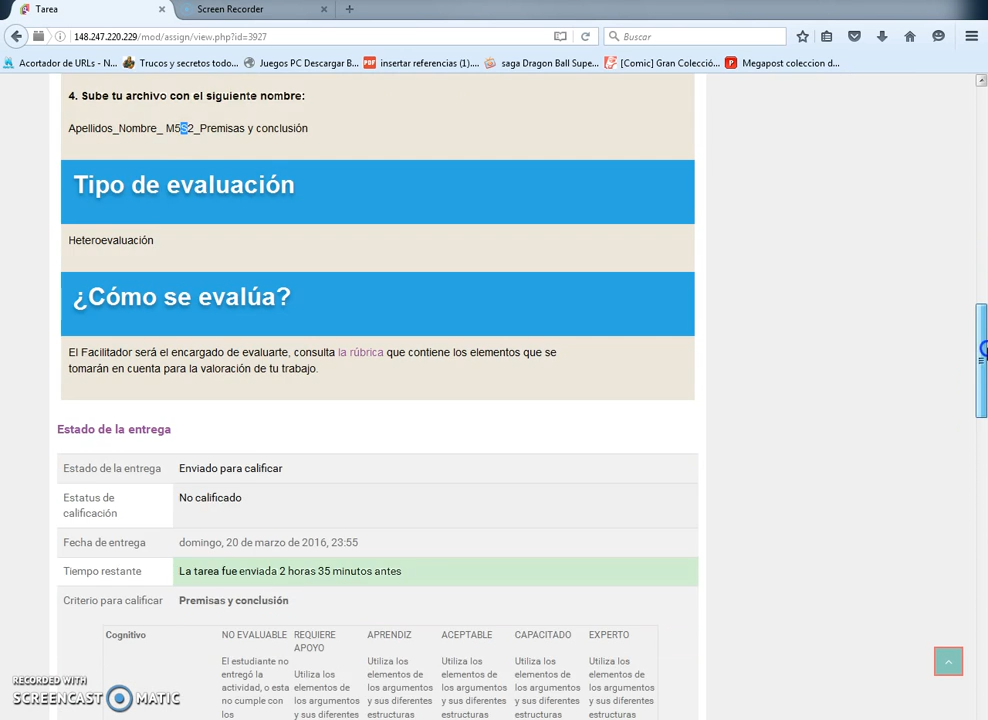 Tarea
Screen Recorder
148.247.220.229/mod/assign/view.php?id=3927
Buscar
Acortador de URLs - N...
Trucos y secretos todo...
Juegos PC Descargar B...
insertar referencias (1)....
saga Dragon Ball Supe...
[Comic] Gran Colecció...
Megapost coleccion d...
4. Sube tu archivo con el siguiente nombre:
Apellidos_Nombre_ M5S2_Premisas y conclusión
Tipo de evaluación
Heteroevaluación
¿Cómo se evalúa?
El Facilitador será el encargado de evaluarte, consulta la rúbrica que contiene los elementos que se
tomarán en cuenta para la valoración de tu trabajo.
Estado de la entrega
Estado de la entrega Enviado para calificar
Estatus de
calificación
No calificado
Fecha de entrega domingo, 20 de marzo de 2016, 23:55
Tiempo restante La tarea fue enviada 2 horas 35 minutos antes
Criterio para calificar Premisas y conclusión
Cognitivo
NO EVALUABLE
El estudiante no
entregó la
actividad, o esta
no cumple con
los
REQUIERE
APOYO
Utiliza los
elementos de
los argumentos
y sus diferentes
APRENDIZ
Utiliza los
elementos de
los argumentos
y sus diferentes
estructuras
ACEPTABLE
Utiliza los
elementos de
los argumentos
y sus diferentes
estructuras
CAPACITADO
Utiliza los
elementos de
los argumentos
y sus diferentes
estructuras
EXPERTO
Utiliza los
elementos de
los argumentos
y sus diferentes
estructuras
RECORDED WITH
SCREENCAST MATIC